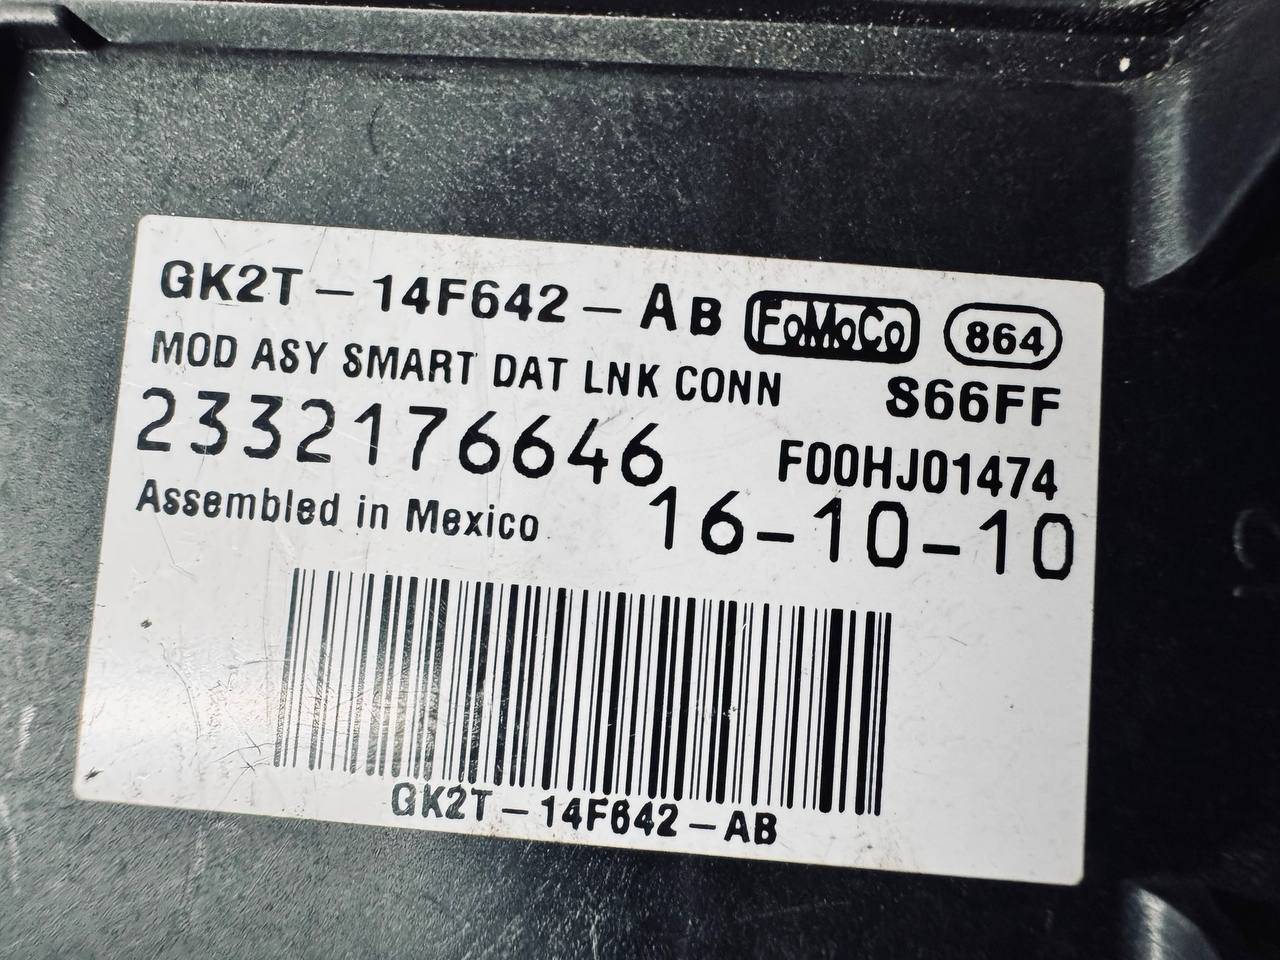 GK2T-14F642-AB FoMoCo 864
MOD ASY SMART DAT LNK CONN S66FF
2332176646 F00HJ01474
Assembled in Mexico 16-10-10
GK2T-14F642-AB